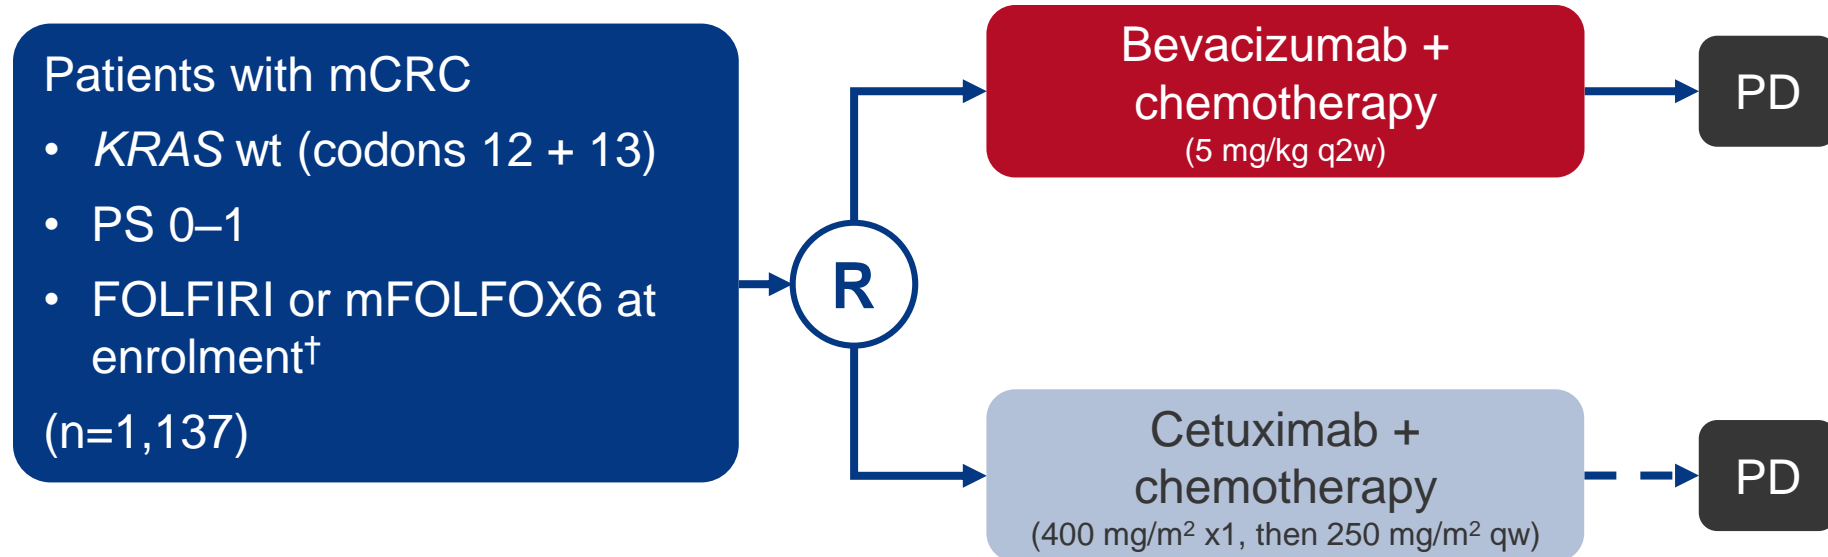 Patients with mCRC
• KRAS wt (codons 12 + 13)
• PS 0–1
• FOLFIRI or mFOLFOX6 at
enrolment†
(n=1,137)
R
Bevacizumab +
chemotherapy
(5 mg/kg q2w)
PD
Cetuximab +
chemotherapy
(400 mg/m² x1, then 250 mg/m² qw)
PD